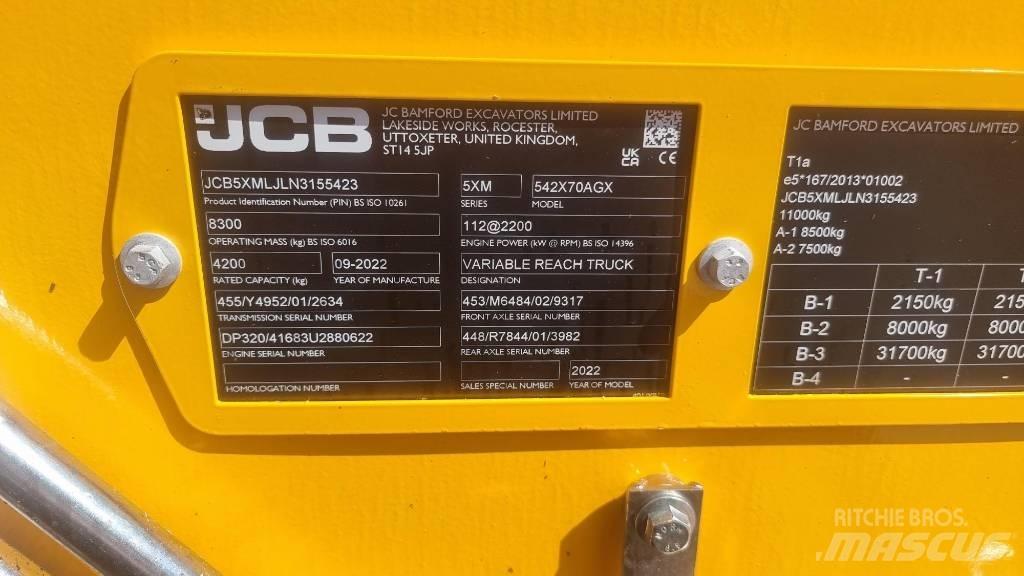 JCB
JC BAMFORD EXCAVATORS LIMITED
LAKESIDE WORKS, ROCESTER,
UTTOXETER, UNITED KINGDOM,
ST14 5JP
UK
CA CE
JCB5XMLJLN3155423
Product Identification Number (PIN) BS ISO 10261
5XM 542X70AGX
SERIES MODEL
8300
OPERATING MASS (kg) BS ISO 6016
112@2200
ENGINE POWER (kW @ RPM) BS ISO 14396
4200 09-2022
RATED CAPACITY (kg) YEAR OF MANUFACTURE
VARIABLE REACH TRUCK
DESIGNATION
455/Y4952/01/2634
TRANSMISSION SERIAL NUMBER
453/M6484/02/9317
FRONT AXLE SERIAL NUMBER
DP320/41683U2880622
ENGINE SERIAL NUMBER
448/R7844/01/3982
REAR AXLE SERIAL NUMBER
HOMOLOGATION NUMBER
2022
SALES SPECIAL NUMBER YEAR OF MODEL
JC BAMFORD EXCAVATORS LIMITED
T1a
e5*167/2013*01002
JCB5XMLJLN3155423
11000kg
A-1 8500kg
A-2 7500kg
T-1
B-1 2150kg
B-2 8000kg
B-3 31700kg 31700
B-4 - -
RITCHIE BROS.
MASCUS